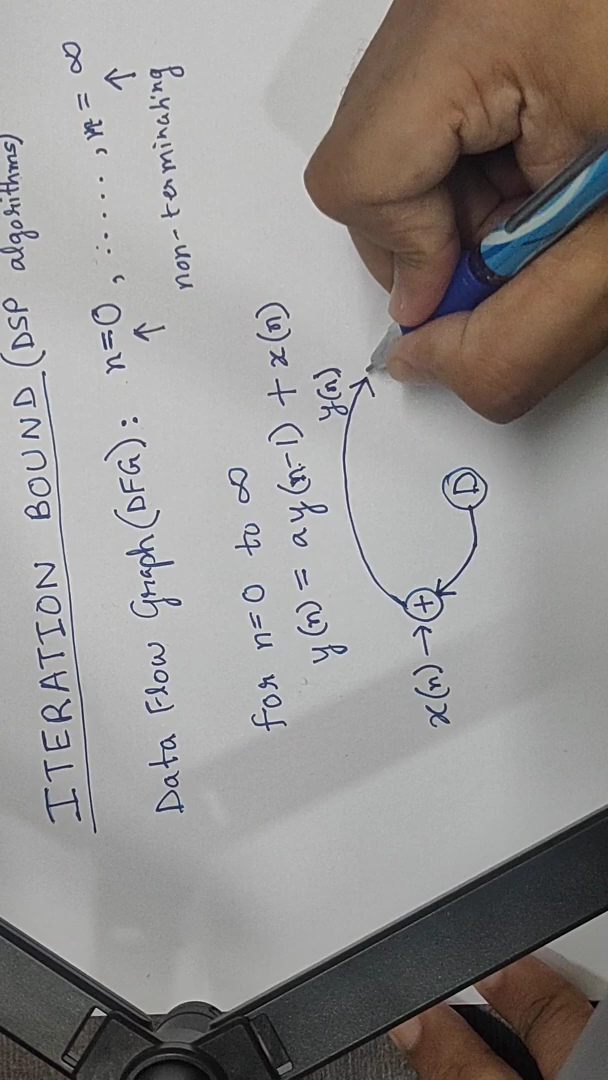 ITERATION BOUND (DSP algorithms)
Data Flow Graph (DFG): n=0, ......, n = ∞
↑ ↑
non-terminating
for n=0 to ∞
y(n) = ay(n-1) + x(n)
y(n)
x(n) → +
D